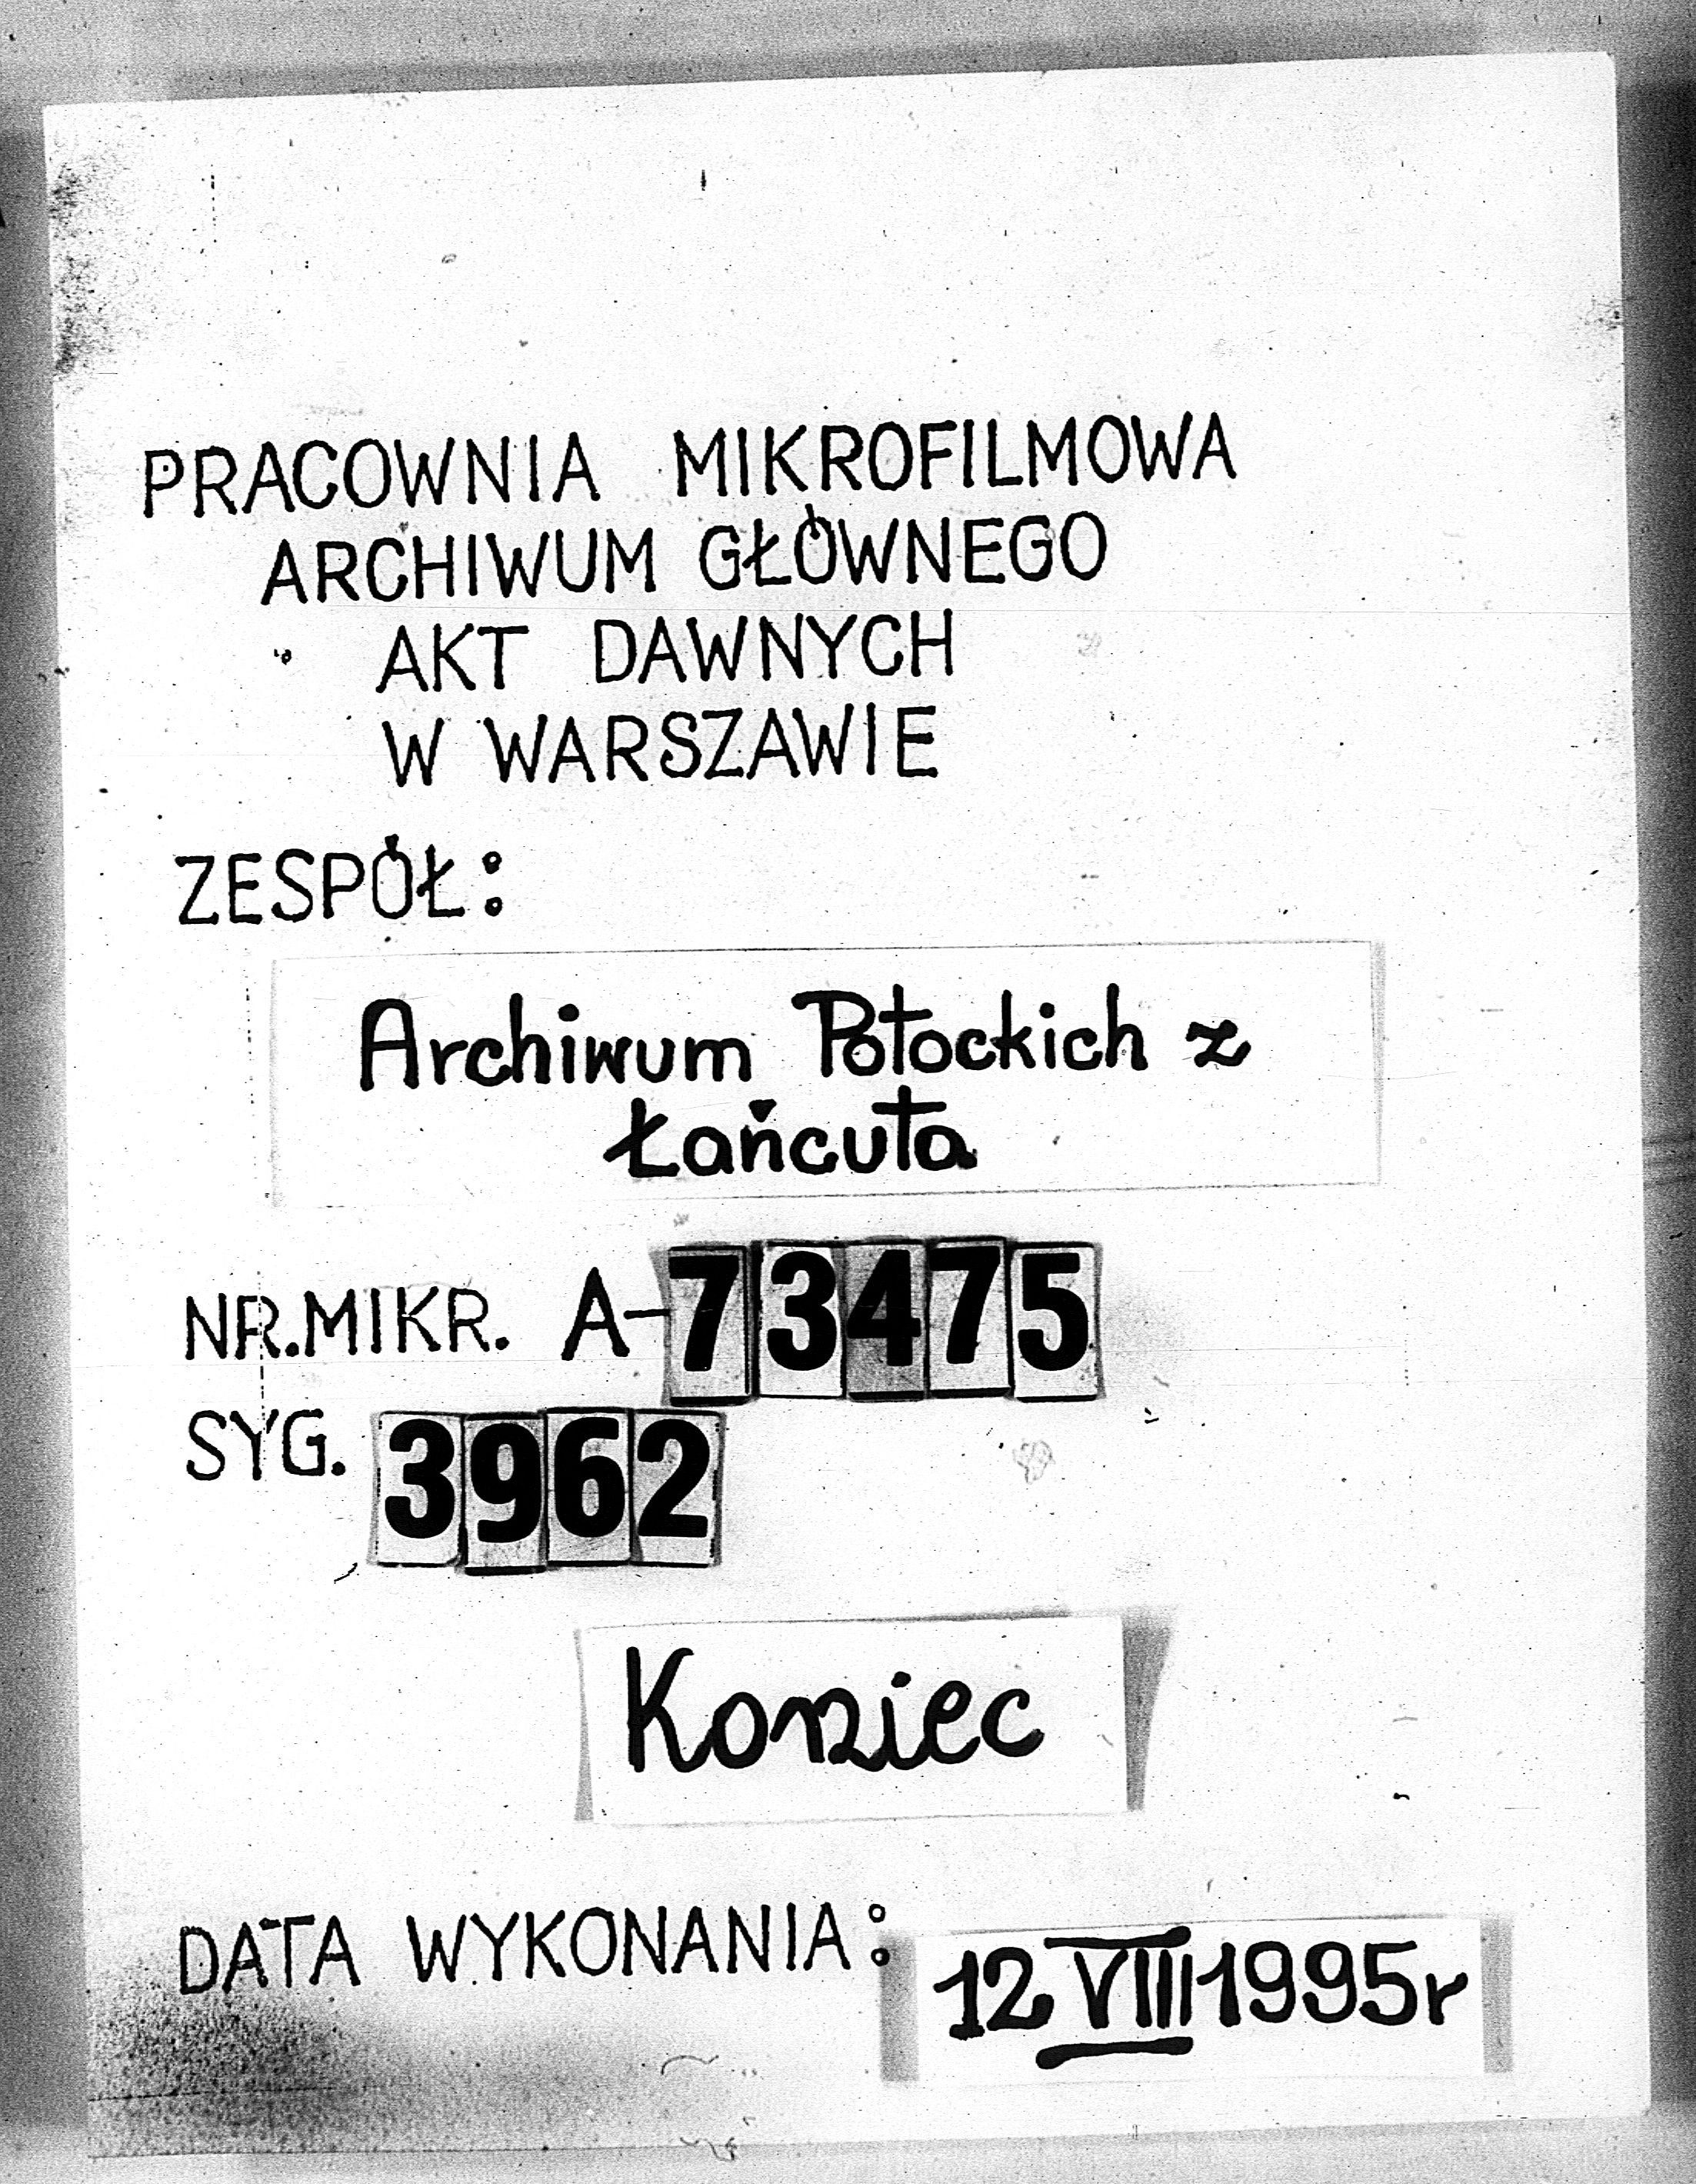 PRACOWNIA MIKROFILMOWA
ARCHIWUM GŁÓWNEGO
AKT DAWNYCH
W WARSZAWIE
ZESPÓŁ:
Archiwum Potockich z
Łańcuta
NR. MIKR. A-73475
SYG. 3962
Koniec
DATA WYKONANIA: 12 VIII 1995r